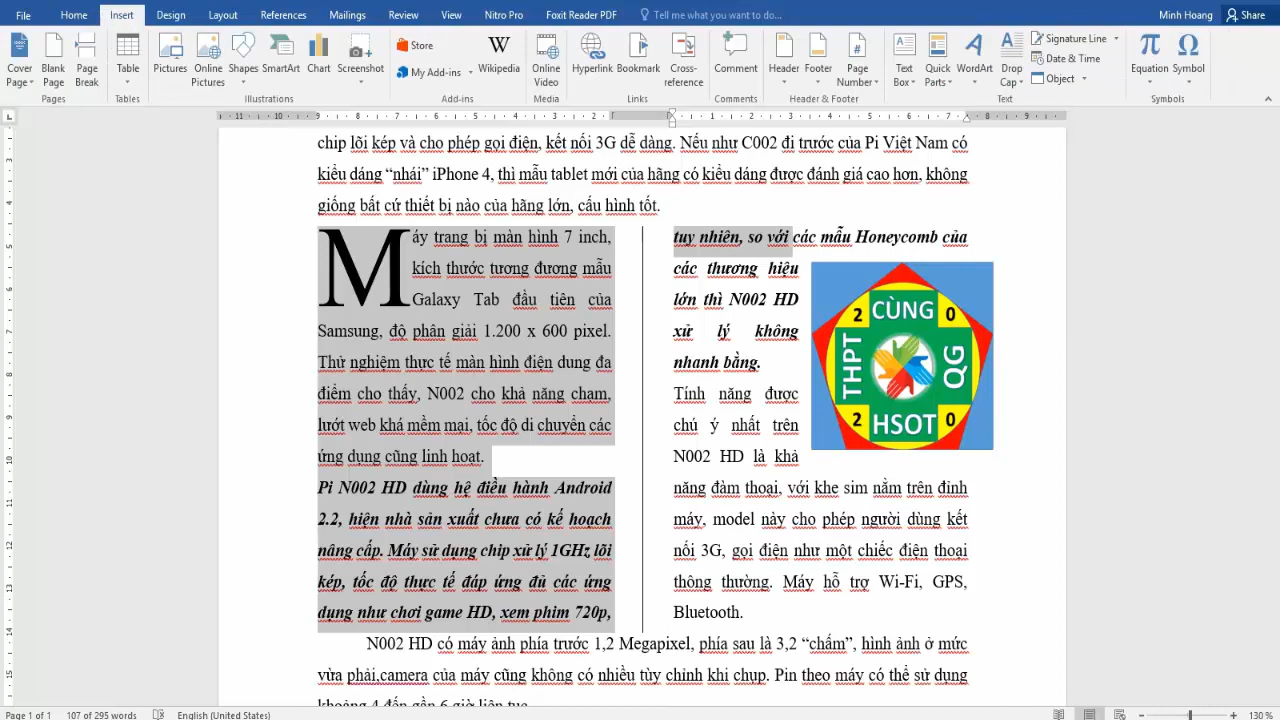 File
Home
Insert
Design
Layout
References
Mailings
Review
View
Nitro Pro 10
Tell me what you want to do...
Minh Hoang
Share
Cover Page
Blank Page
Page Break
Table
Pictures
Online Pictures
Shapes
SmartArt
Chart
Screenshot
Store
My Add-ins
Wikipedia
Online Video
Hyperlink
Bookmark
Cross-reference
Comment
Header
Footer
Page Number
Text Box
Quick Parts
WordArt
Drop Cap
Signature Line
Date & Time
Object
Equation
Symbol
Pages
Tables
Illustrations
Add-ins
Media
Links
Comments
Header & Footer
Text
Symbols
chip lõi kép và cho phép gọi điện, kết nối 3G dễ dàng. Nếu như C002 đi trước của Pi Việt Nam có
kiểu dáng “nhái” iPhone 4, thì mẫu tablet mới của hãng có kiểu dáng được đánh giá cao hơn, không
giống bất cứ thiết bị nào của hãng lớn, cấu hình tốt.
Máy trang bị màn hình 7 inch,
kích thước tương đương mẫu
Galaxy Tab đầu tiên của
Samsung, độ phân giải 1.200 x 600 pixel.
Thử nghiệm thực tế màn hình điện dung đa
điểm cho thấy, N002 cho khả năng chạm,
lướt web khá mềm mại, tốc độ di chuyển các
ứng dụng cũng linh hoạt.
Pi N002 HD dùng hệ điều hành Android
2.2, hiện nhà sản xuất chưa có kế hoạch
nâng cấp. Máy sử dụng chip xử lý 1GHz lõi
kép, tốc độ thực tế đáp ứng đủ các ứng
dụng như chơi game HD, xem phim 720p,
tuy nhiên, so với các mẫu Honeycomb của
các thương hiệu
lớn thì N002 HD
xử lý không
nhanh bằng.
Tính năng được
chú ý nhất trên
N002 HD là khả
năng đàm thoại, với khe sim nằm trên đỉnh
máy, model này cho phép người dùng kết
nối 3G, gọi điện như một chiếc điện thoại
thông thường. Máy hỗ trợ Wi-Fi, GPS,
Bluetooth.
2 CÙNG 0
THPT
QG
2 HSOT 0
N002 HD có máy ảnh phía trước 1,2 Megapixel, phía sau là 3,2 “chấm”, hình ảnh ở mức
vừa phải,camera của máy cũng không có nhiều tùy chỉnh khi chụp. Pin theo máy có thể sử dụng
khoảng 4 đến gần 6 giờ liên tục
Page 1 of 1
107 of 295 words
English (United States)
130 %